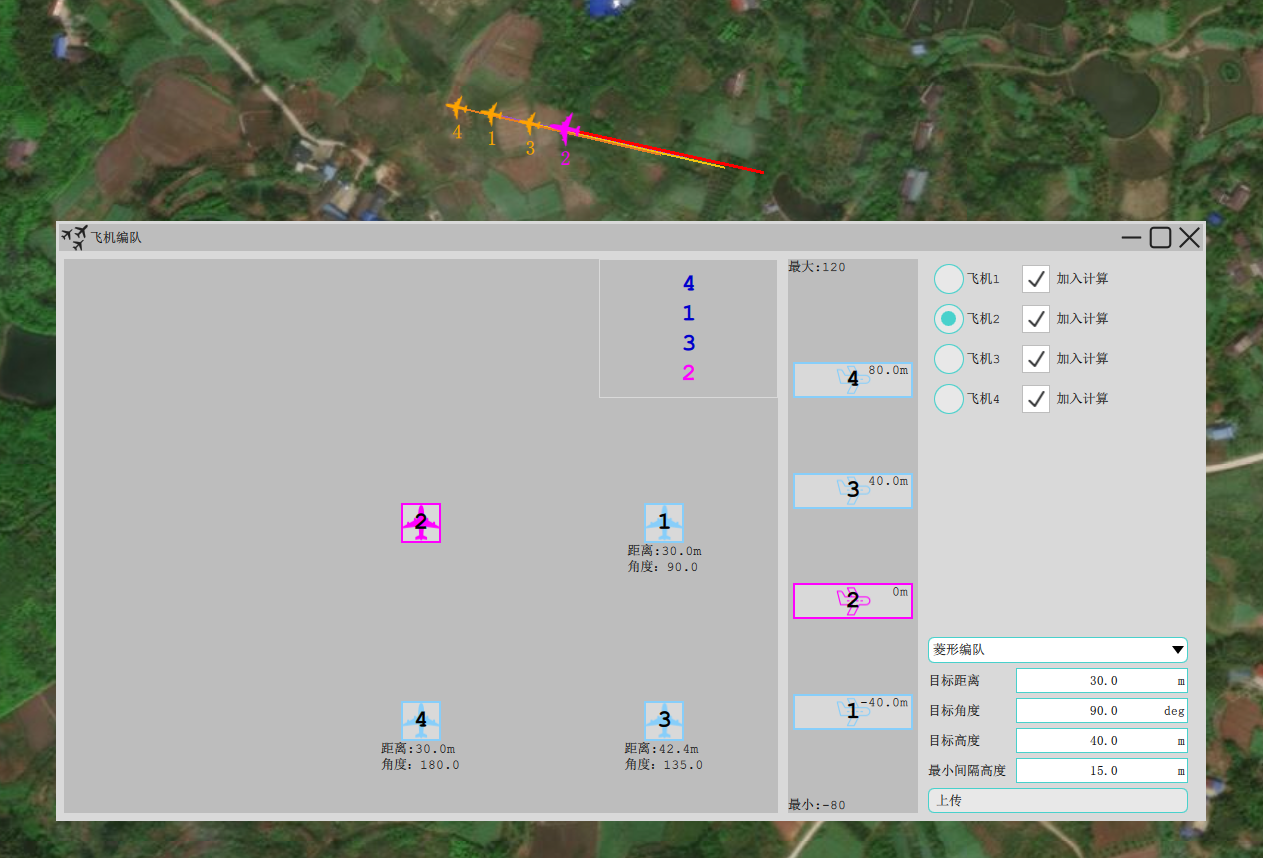 4
1
3
2
飞机编队
4
1
3
2
2
1
距离:30.0m
角度: 90.0
4
距离:30.0m
角度: 180.0
3
距离:42.4m
角度: 135.0
最大:120
4 80.0m
3 40.0m
2 0m
1 -40.0m
最小:-80
飞机1 加入计算
飞机2 加入计算
飞机3 加入计算
飞机4 加入计算
菱形编队
目标距离 30.0 m
目标角度 90.0 deg
目标高度 40.0 m
最小间隔高度 15.0 m
上传